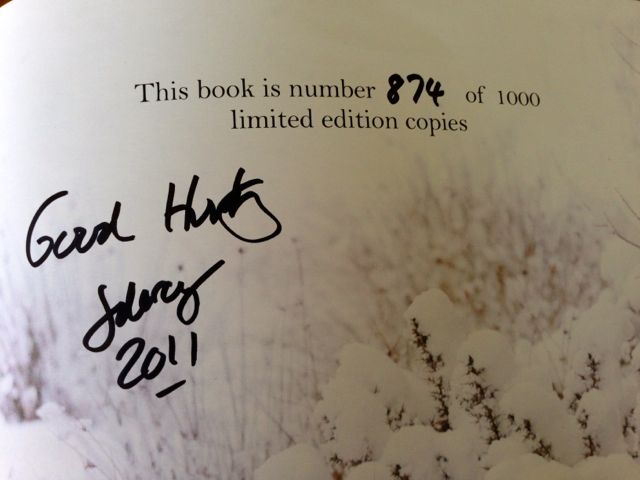 This book is number 874 of 1000
limited edition copies
Good Hunting
2011